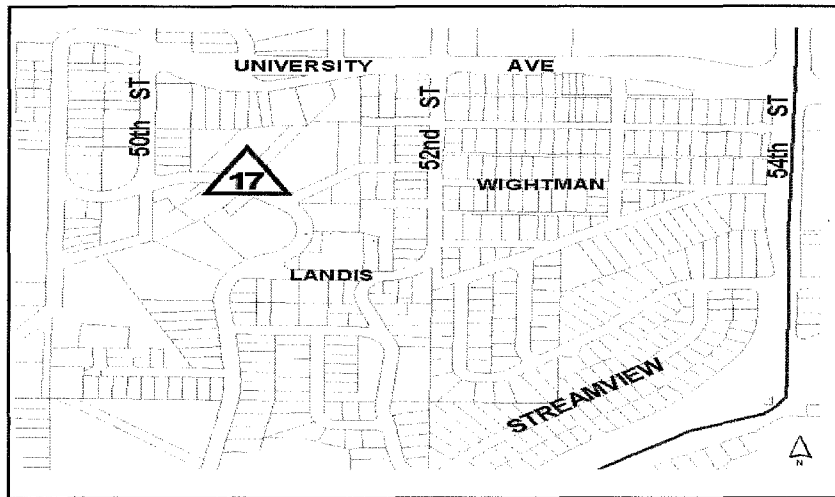 UNIVERSITY AVE
50th ST
52nd ST
54th ST
17
WIGHTMAN
LANDIS
STREAMVIEW
N